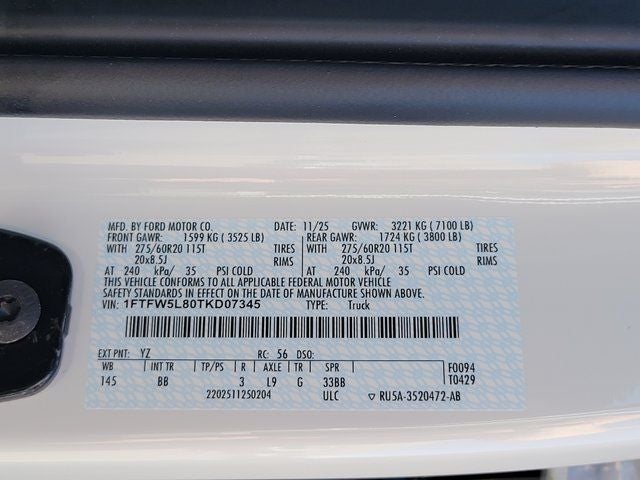 MFD. BY FORD MOTOR CO. DATE: 11/25 GVWR: 3221 KG ( 7100 LB)
FRONT GAWR: 1599 KG ( 3525 LB) REAR GAWR: 1724 KG ( 3800 LB)
WITH 275/60R20 115T TIRES WITH 275/60R20 115T TIRES
20x8.5J RIMS 20x8.5J RIMS
AT 240 kPa/ 35 PSI COLD AT 240 kPa/ 35 PSI COLD
THIS VEHICLE CONFORMS TO ALL APPLICABLE FEDERAL MOTOR VEHICLE
SAFETY STANDARDS IN EFFECT ON THE DATE OF MANUFACTURE SHOWN ABOVE.
VIN: 1FTFW5L80TKD07345 TYPE: Truck
EXT PNT: YZ RC: 56 DSO:
WB INT TR TP/PS R AXLE TR SPR F0094
145 BB 3 L9 G 33BB T0429
2202511250204 ULC ▽ RU5A-3520472-AB